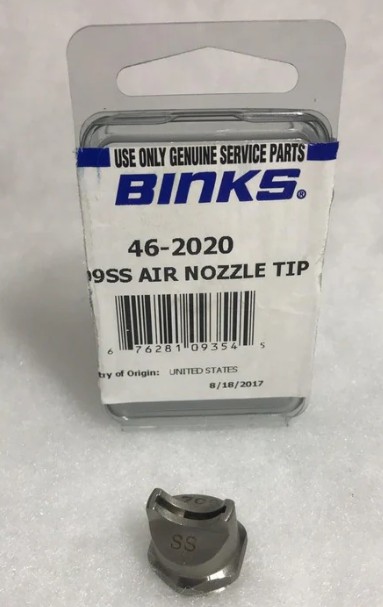 USE ONLY GENUINE SERVICE PARTS
BINKS®
46-2020
99SS AIR NOZZLE TIP
6 76281 09354 5
try of Origin: UNITED STATES
8/18/2017
SS